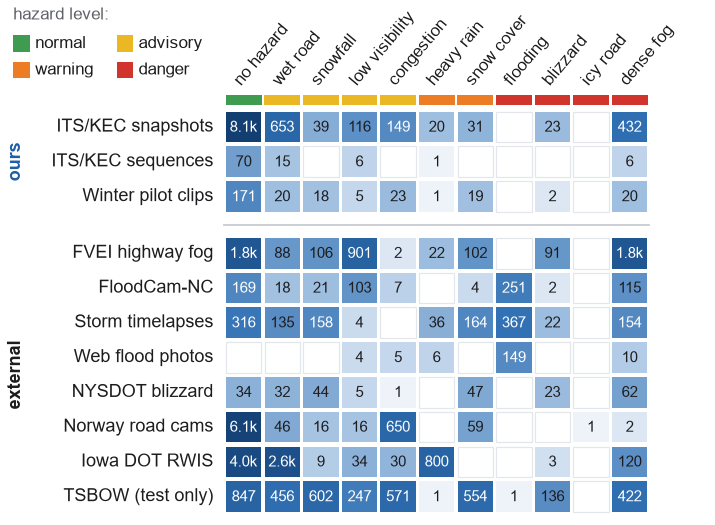 hazard level:
normal advisory
warning danger
no hazard wet road snowfall low visibility congestion heavy rain snow cover flooding blizzard icy road dense fog
ours
ITS/KEC snapshots 8.1k 653 39 116 149 20 31 23 432
ITS/KEC sequences 70 15 6 1 6
Winter pilot clips 171 20 18 5 23 1 19 2 20
external
FVEI highway fog 1.8k 88 106 901 2 22 102 91 1.8k
FloodCam-NC 169 18 21 103 7 4 251 2 115
Storm timelapses 316 135 158 4 36 164 367 22 154
Web flood photos 4 5 6 149 10
NYSDOT blizzard 34 32 44 5 1 47 23 62
Norway road cams 6.1k 46 16 16 650 59 1 2
Iowa DOT RWIS 4.0k 2.6k 9 34 30 800 3 120
TSBOW (test only) 847 456 602 247 571 1 554 1 136 422